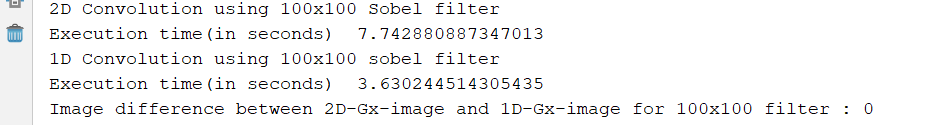 2D Convolution using 100x100 Sobel filter
Execution time(in seconds)  7.742880887347013
1D Convolution using 100x100 sobel filter
Execution time(in seconds)  3.630244514305435
Image difference between 2D-Gx-image and 1D-Gx-image for 100x100 filter : 0